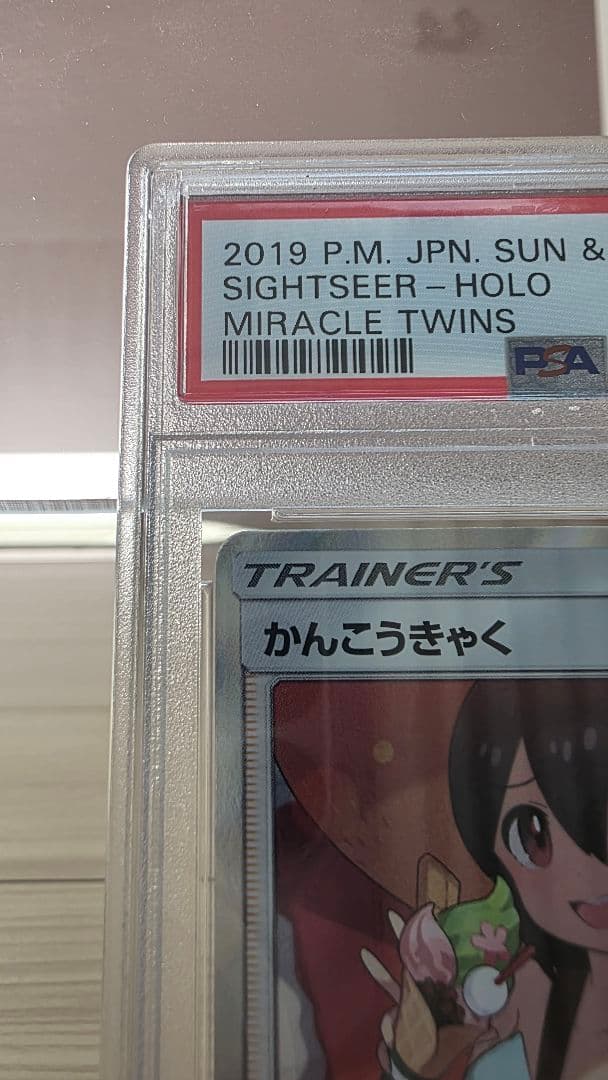 2019 P.M. JPN. SUN &
SIGHTSEER – HOLO
MIRACLE TWINS
PSA
TRAINER'S
かんこうきゃく